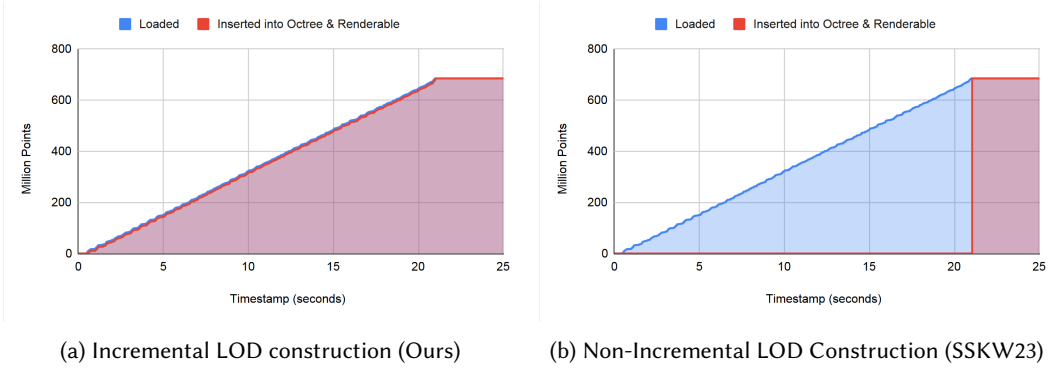 Loaded Inserted into Octree & Renderable
800
600
400
200
0
Million Points
0 5 10 15 20 25
Timestamp (seconds)
(a) Incremental LOD construction (Ours)
Loaded Inserted into Octree & Renderable
800
600
400
200
0
Million Points
0 5 10 15 20 25
Timestamp (seconds)
(b) Non-Incremental LOD Construction (SSKW23)